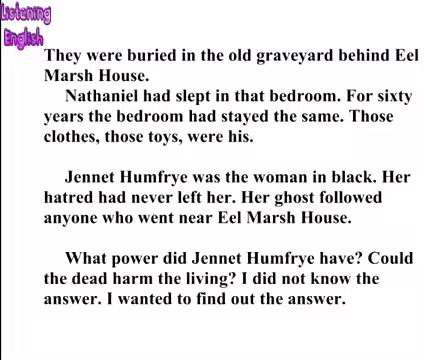 Listening
English
They were buried in the old graveyard behind Eel
Marsh House.
Nathaniel had slept in that bedroom. For sixty
years the bedroom had stayed the same. Those
clothes, those toys, were his.
Jennet Humfrye was the woman in black. Her
hatred had never left her. Her ghost followed
anyone who went near Eel Marsh House.
What power did Jennet Humfrye have? Could
the dead harm the living? I did not know the
answer. I wanted to find out the answer.